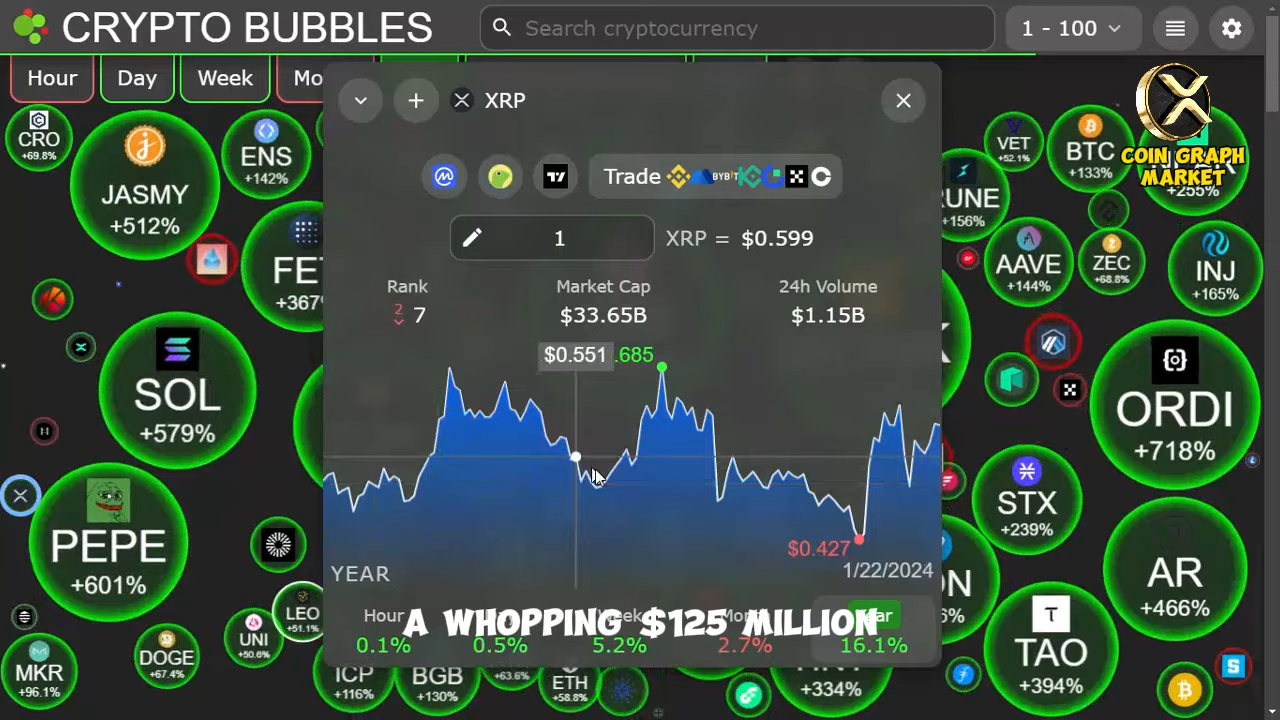 CRYPTO BUBBLES
Search cryptocurrency
1 - 100
Hour
Day
Week
XRP
COIN GRAPH
MARKET
CRO
+69.8%
JASMY
+512%
ENS
+142%
VET
+52.1%
BTC
+133%
+255%
Trade
BYBIT
+156%
1
XRP = $0.599
+367%
AAVE
+144%
ZEC
+68.8%
INJ
+165%
Rank
Market Cap
24h Volume
2
7
$33.65B
$1.15B
$0.551
.685
SOL
+579%
ORDI
+718%
STX
+239%
PEPE
+601%
$0.427
1/22/2024
YEAR
AR
+466%
LEO
+51.1%
Hour
A WHOPPING $125 MILLION
0.1%
0.5%
5.2%
2.7%
16.1%
UNI
+50.6%
DOGE
+67.4%
MKR
+96.1%
TAO
+394%
ICP
+116%
BGB
+130%
+63.6%
ETH
+58.8%
+334%